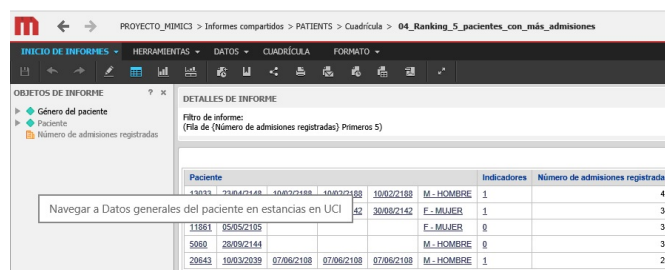 PROYECTO_MIMIC3 > Informes compartidos > PATIENTS > Cuadrícula > 04_Ranking_5_pacientes_con_más_admisiones
INICIO DE INFORMES HERRAMIENTAS DATOS CUADRÍCULA FORMATO
OBJETOS DE INFORME ? x
Género del paciente
Paciente
Número de admisiones registradas
DETALLES DE INFORME
Filtro de informe:
(Fila de {Número de admisiones registradas} Primeros 5)
Paciente Indicadores Número de admisiones registrada
13033 23/04/2148 10/02/2188 10/02/2188 10/02/2188 M - HOMBRE 1 4
Navegar a Datos generales del paciente en estancias en UCI
42 30/08/2142 F - MUJER 1 3
11861 05/05/2105 F - MUJER 0 3
5060 28/09/2144 M - HOMBRE 0 3
20643 10/03/2039 07/06/2108 07/06/2108 07/06/2108 M - HOMBRE 1 2